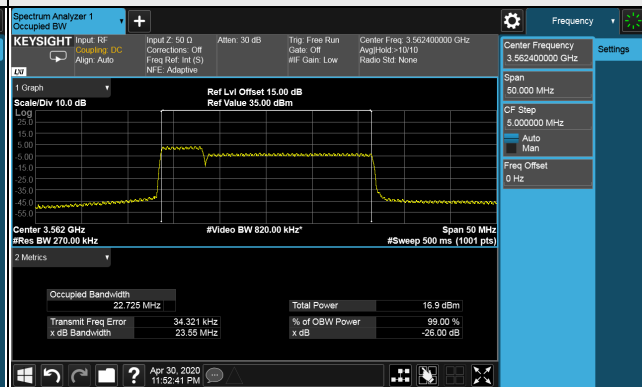 Spectrum Analyzer 1
Occupied BW
Frequency
KEYSIGHT
Input: RF
Coupling: DC
Align: Auto
Input Z: 50 Ω
Corrections: Off
Freq Ref: Int (S)
NFE: Adaptive
Atten: 30 dB
Trig: Free Run
Gate: Off
#IF Gain: Low
Center Freq: 3.562400000 GHz
Avg|Hold:>10/10
Radio Std: None
LXI
Center Frequency
3.562400000 GHz
Settings
Span
50.000 MHz
CF Step
5.000000 MHz
Auto
Man
Freq Offset
0 Hz
1 Graph
Scale/Div 10.0 dB
Ref Lvl Offset 15.00 dB
Ref Value 35.00 dBm
Log
25.0
15.0
5.00
-5.00
-15.0
-25.0
-35.0
-45.0
-55.0
Center 3.562 GHz
#Res BW 270.00 kHz
#Video BW 820.00 kHz*
Span 50 MHz
#Sweep 500 ms (1001 pts)
2 Metrics
Occupied Bandwidth
22.725 MHz
Total Power 16.9 dBm
Transmit Freq Error 34.321 kHz
% of OBW Power 99.00 %
x dB Bandwidth 23.55 MHz
x dB -26.00 dB
?
Apr 30, 2020
11:52:41 PM